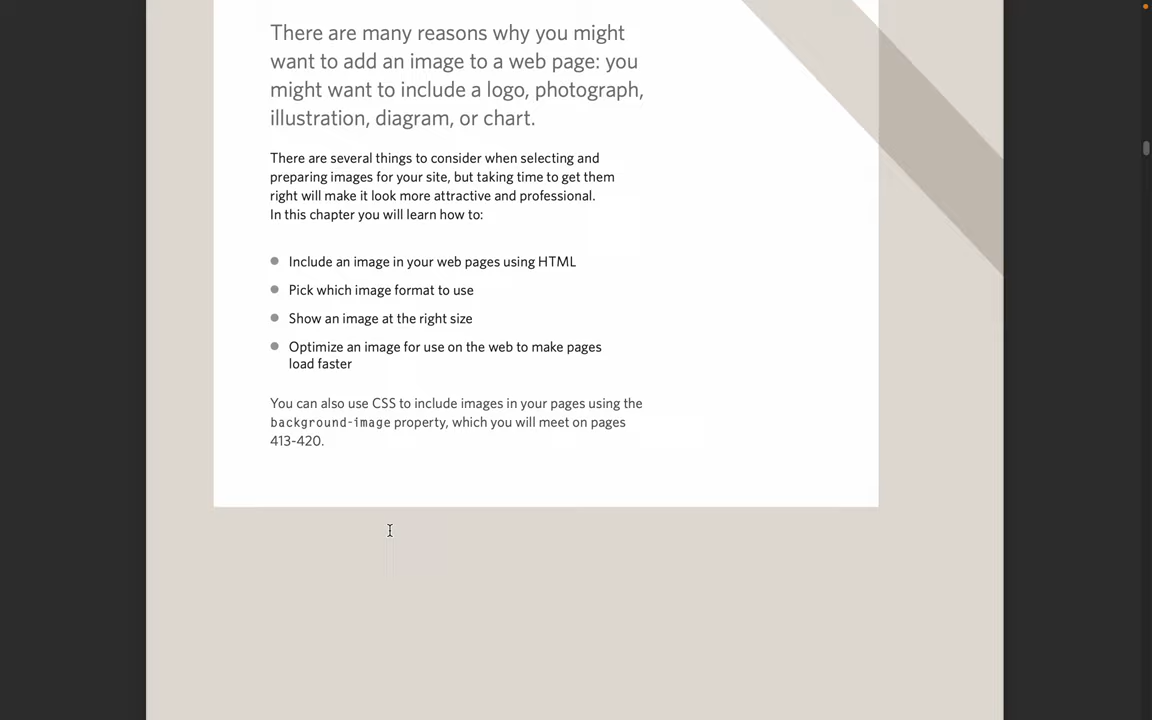 There are many reasons why you might
want to add an image to a web page: you
might want to include a logo, photograph,
illustration, diagram, or chart.
There are several things to consider when selecting and
preparing images for your site, but taking time to get them
right will make it look more attractive and professional.
In this chapter you will learn how to:
Include an image in your web pages using HTML
Pick which image format to use
Show an image at the right size
Optimize an image for use on the web to make pages
load faster
You can also use CSS to include images in your pages using the
background-image property, which you will meet on pages
413-420.